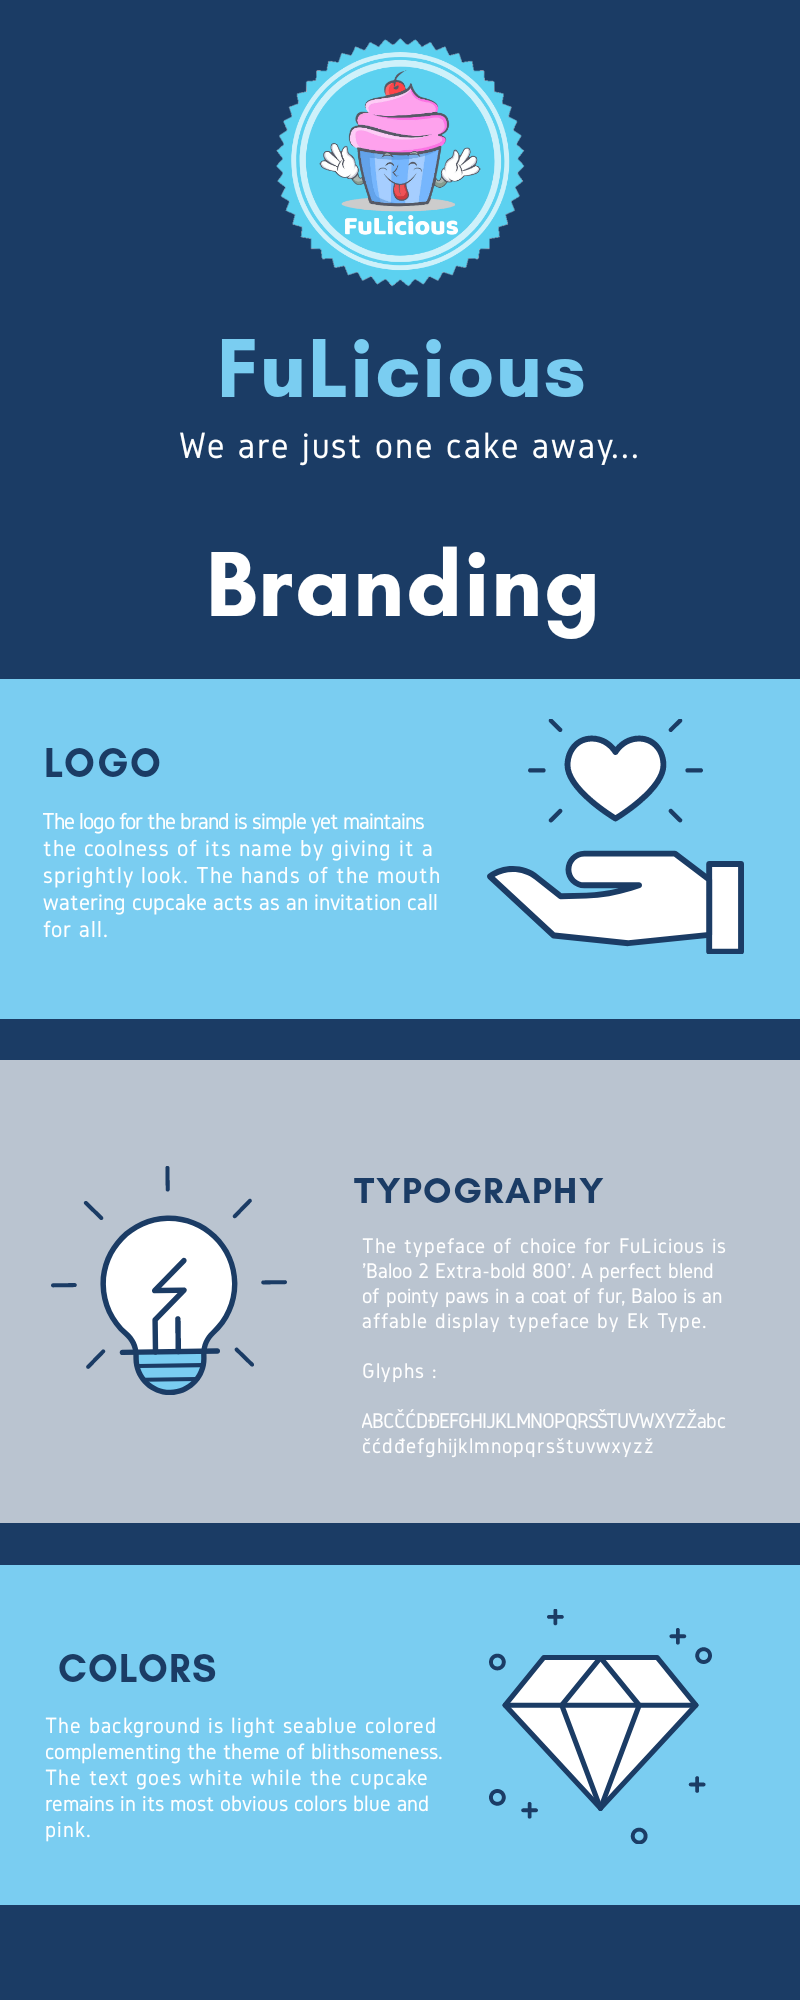 FuLicious
FuLicious
We are just one cake away...
Branding
LOGO
The logo for the brand is simple yet maintains
the coolness of its name by giving it a
sprightly look. The hands of the mouth
watering cupcake acts as an invitation call
for all.
TYPOGRAPHY
The typeface of choice for FuLicious is
'Baloo 2 Extra-bold 800'. A perfect blend
of pointy paws in a coat of fur, Baloo is an
affable display typeface by Ek Type.
Glyphs :
ABCČĆDĐEFGHIJKLMNOPQRSŠTUVWXYZŽabc
čćdđefghijklmnopqrsštuvwxyzž
COLORS
The background is light seablue colored
complementing the theme of blithsomeness.
The text goes white while the cupcake
remains in its most obvious colors blue and
pink.